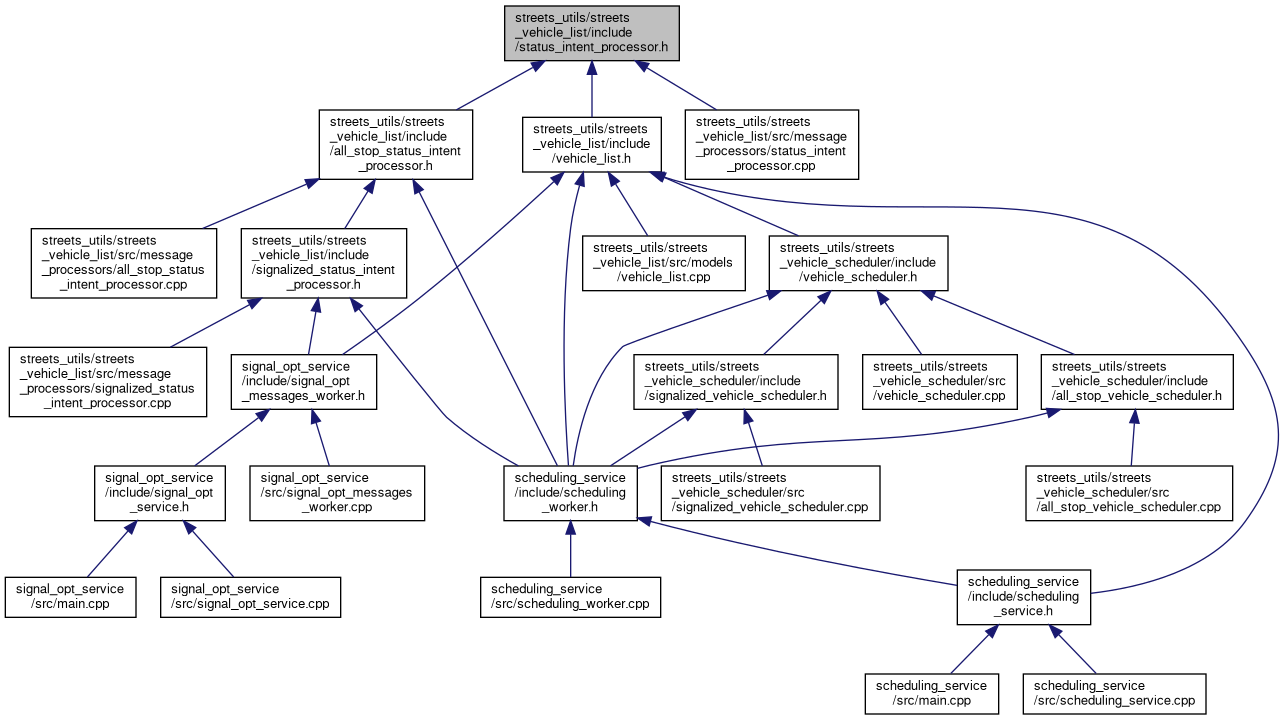 streets_utils/streets
_vehicle_list/include
/status_intent_processor.h
streets_utils/streets
_vehicle_list/include
/all_stop_status_intent
_processor.h
streets_utils/streets
_vehicle_list/include
/vehicle_list.h
streets_utils/streets
_vehicle_list/src/message
_processors/status_intent
_processor.cpp
streets_utils/streets
_vehicle_list/src/message
_processors/all_stop_status
_intent_processor.cpp
streets_utils/streets
_vehicle_list/include
/signalized_status_intent
_processor.h
streets_utils/streets
_vehicle_list/src/models
/vehicle_list.cpp
streets_utils/streets
_vehicle_scheduler/include
/vehicle_scheduler.h
streets_utils/streets
_vehicle_list/src/message
_processors/signalized_status
_intent_processor.cpp
signal_opt_service
/include/signal_opt
_messages_worker.h
streets_utils/streets
_vehicle_scheduler/include
/signalized_vehicle_scheduler.h
streets_utils/streets
_vehicle_scheduler/src
/vehicle_scheduler.cpp
streets_utils/streets
_vehicle_scheduler/include
/all_stop_vehicle_scheduler.h
signal_opt_service
/include/signal_opt
_service.h
signal_opt_service
/src/signal_opt_messages
_worker.cpp
scheduling_service
/include/scheduling
_worker.h
streets_utils/streets
_vehicle_scheduler/src
/signalized_vehicle_scheduler.cpp
streets_utils/streets
_vehicle_scheduler/src
/all_stop_vehicle_scheduler.cpp
signal_opt_service
/src/main.cpp
signal_opt_service
/src/signal_opt_service.cpp
scheduling_service
/src/scheduling_worker.cpp
scheduling_service
/include/scheduling
_service.h
scheduling_service
/src/main.cpp
scheduling_service
/src/scheduling_service.cpp